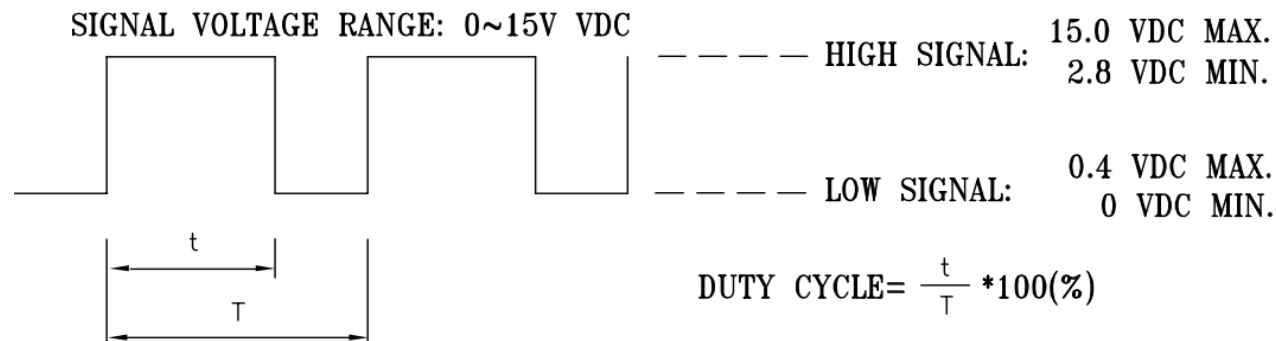 SIGNAL VOLTAGE RANGE: 0~15V VDC
HIGH SIGNAL: 15.0 VDC MAX.
2.8 VDC MIN.
LOW SIGNAL: 0.4 VDC MAX.
0 VDC MIN.
t
T
DUTY CYCLE= t/T *100(%)